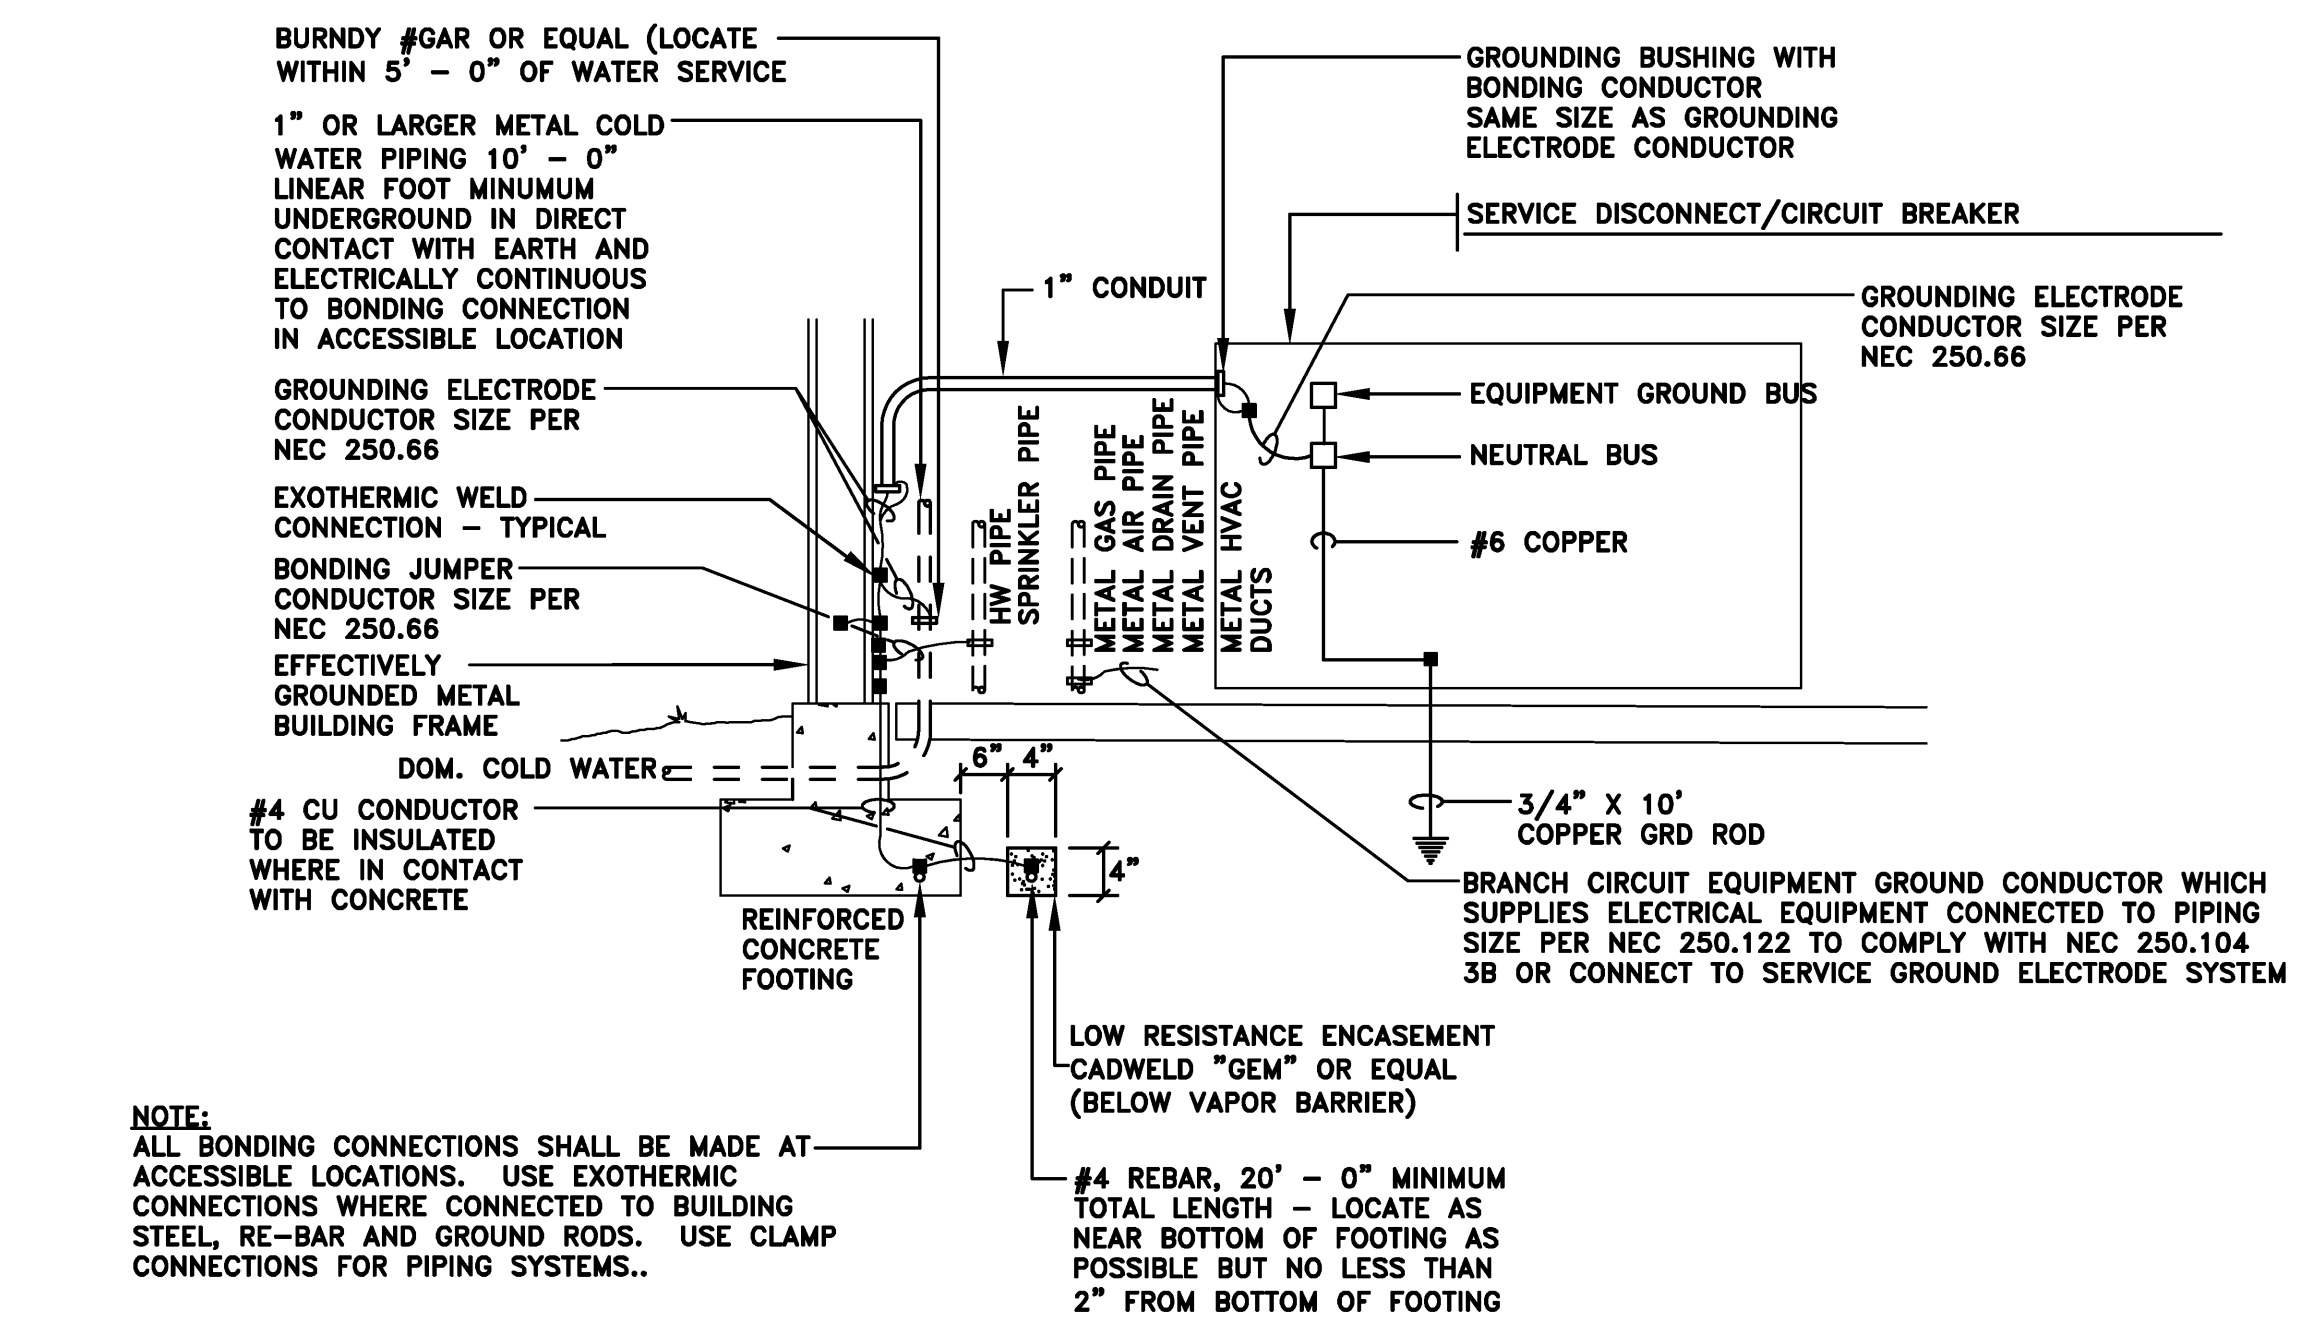 BURNDY #GAR OR EQUAL (LOCATE
WITHIN 5' – 0" OF WATER SERVICE
1" OR LARGER METAL COLD
WATER PIPING 10' – 0"
LINEAR FOOT MINUMUM
UNDERGROUND IN DIRECT
CONTACT WITH EARTH AND
ELECTRICALLY CONTINUOUS
TO BONDING CONNECTION
IN ACCESSIBLE LOCATION
GROUNDING ELECTRODE
CONDUCTOR SIZE PER
NEC 250.66
EXOTHERMIC WELD
CONNECTION – TYPICAL
BONDING JUMPER
CONDUCTOR SIZE PER
NEC 250.66
EFFECTIVELY
GROUNDED METAL
BUILDING FRAME
DOM. COLD WATER
#4 CU CONDUCTOR
TO BE INSULATED
WHERE IN CONTACT
WITH CONCRETE
REINFORCED
CONCRETE
FOOTING
NOTE:
ALL BONDING CONNECTIONS SHALL BE MADE AT
ACCESSIBLE LOCATIONS. USE EXOTHERMIC
CONNECTIONS WHERE CONNECTED TO BUILDING
STEEL, RE-BAR AND GROUND RODS. USE CLAMP
CONNECTIONS FOR PIPING SYSTEMS..
1" CONDUIT
HW PIPE
SPRINKLER PIPE
METAL GAS PIPE
METAL AIR PIPE
METAL DRAIN PIPE
METAL VENT PIPE
METAL HVAC
DUCTS
6"
4"
4"
GROUNDING BUSHING WITH
BONDING CONDUCTOR
SAME SIZE AS GROUNDING
ELECTRODE CONDUCTOR
SERVICE DISCONNECT/CIRCUIT BREAKER
GROUNDING ELECTRODE
CONDUCTOR SIZE PER
NEC 250.66
EQUIPMENT GROUND BUS
NEUTRAL BUS
#6 COPPER
3/4" X 10'
COPPER GRD ROD
BRANCH CIRCUIT EQUIPMENT GROUND CONDUCTOR WHICH
SUPPLIES ELECTRICAL EQUIPMENT CONNECTED TO PIPING
SIZE PER NEC 250.122 TO COMPLY WITH NEC 250.104
3B OR CONNECT TO SERVICE GROUND ELECTRODE SYSTEM
LOW RESISTANCE ENCASEMENT
CADWELD "GEM" OR EQUAL
(BELOW VAPOR BARRIER)
#4 REBAR, 20' – 0" MINIMUM
TOTAL LENGTH – LOCATE AS
NEAR BOTTOM OF FOOTING AS
POSSIBLE BUT NO LESS THAN
2" FROM BOTTOM OF FOOTING